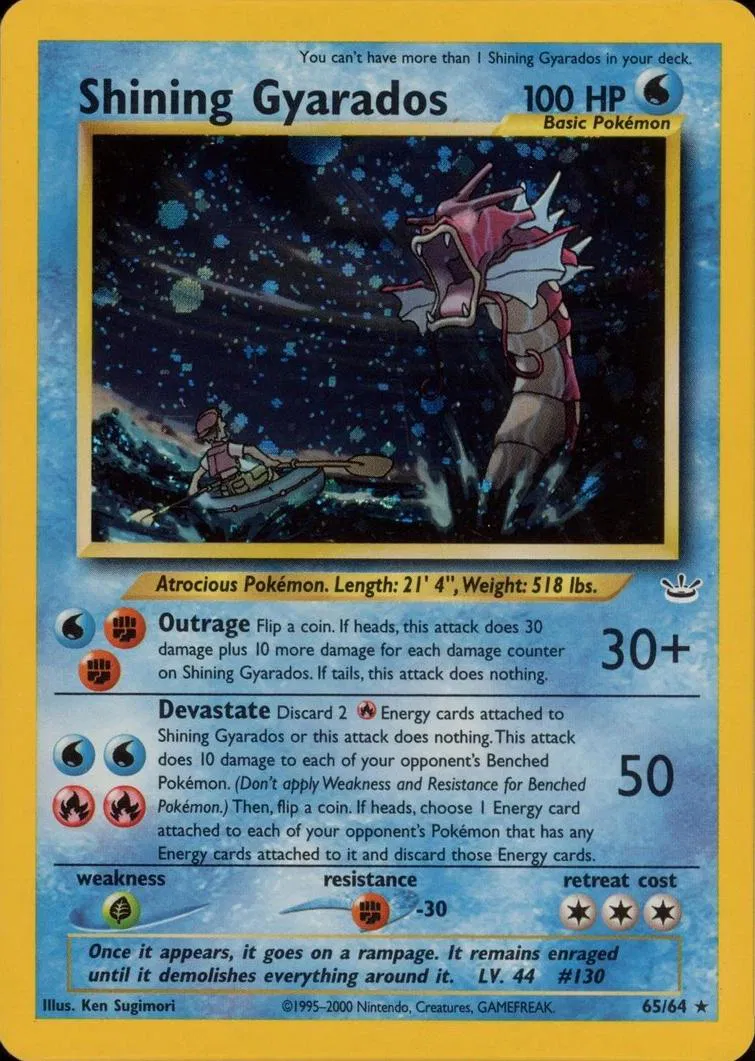 You can't have more than 1 Shining Gyarados in your deck.
Shining Gyarados 100 HP
Basic Pokémon
Atrocious Pokémon. Length: 21' 4", Weight: 518 lbs.
Outrage Flip a coin. If heads, this attack does 30
damage plus 10 more damage for each damage counter
on Shining Gyarados. If tails, this attack does nothing.
30+
Devastate Discard 2 Energy cards attached to
Shining Gyarados or this attack does nothing. This attack
does 10 damage to each of your opponent's Benched
Pokémon. (Don't apply Weakness and Resistance for Benched
Pokémon.) Then, flip a coin. If heads, choose 1 Energy card
attached to each of your opponent's Pokémon that has any
Energy cards attached to it and discard those Energy cards.
50
weakness resistance retreat cost
-30
Once it appears, it goes on a rampage. It remains enraged
until it demolishes everything around it. LV. 44 #130
Illus. Ken Sugimori ©1995-2000 Nintendo, Creatures, GAMEFREAK. 65/64 ★